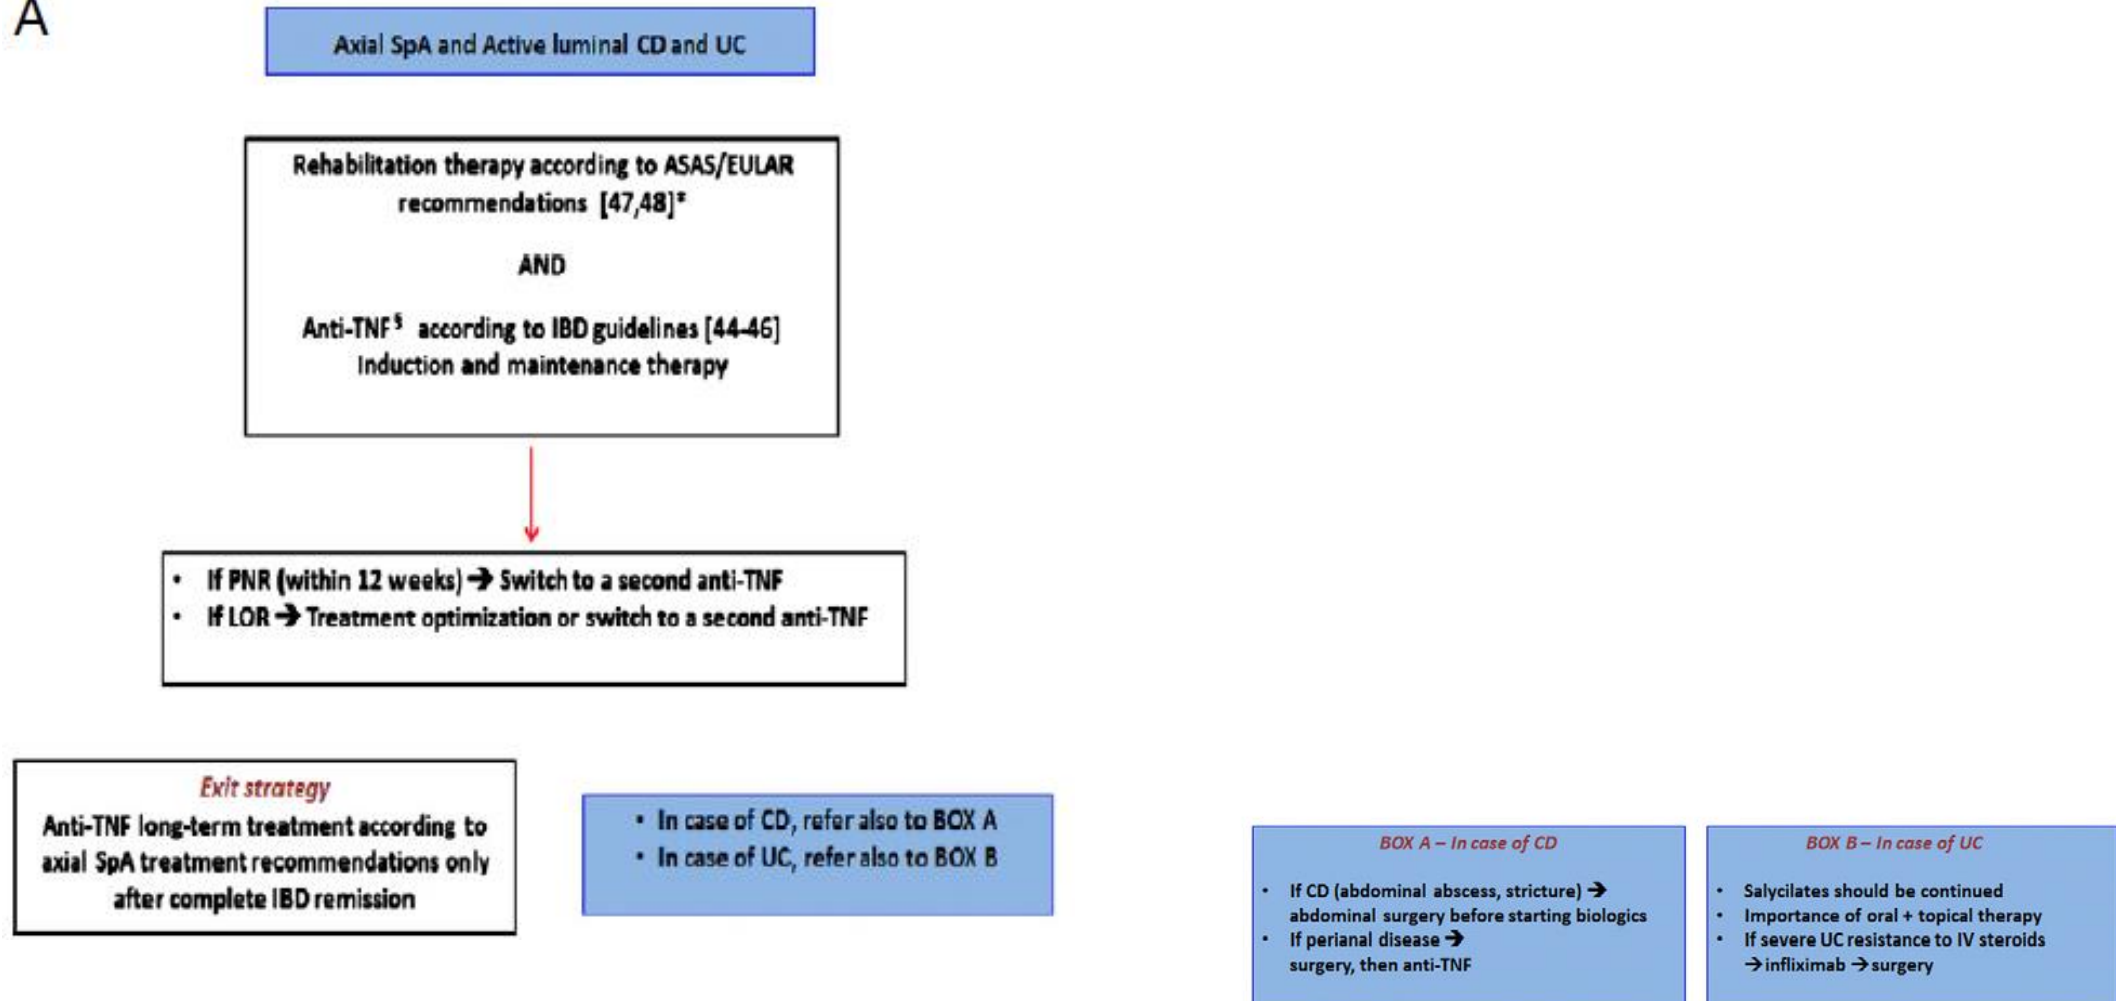 A
Axial SpA and Active luminal CD and UC
Rehabilitation therapy according to ASAS/EULAR
recommendations [47,48]*
AND
Anti-TNF§ according to IBD guidelines [44-46]
Induction and maintenance therapy
• If PNR (within 12 weeks) ➔ Switch to a second anti-TNF
• If LOR ➔ Treatment optimization or switch to a second anti-TNF
Exit strategy
Anti-TNF long-term treatment according to
axial SpA treatment recommendations only
after complete IBD remission
• In case of CD, refer also to BOX A
• In case of UC, refer also to BOX B
BOX A – In case of CD
• If CD (abdominal abscess, stricture) ➔
abdominal surgery before starting biologics
• If perianal disease ➔
surgery, then anti-TNF
BOX B – In case of UC
• Salycilates should be continued
• Importance of oral + topical therapy
• If severe UC resistance to IV steroids
→infliximab →surgery